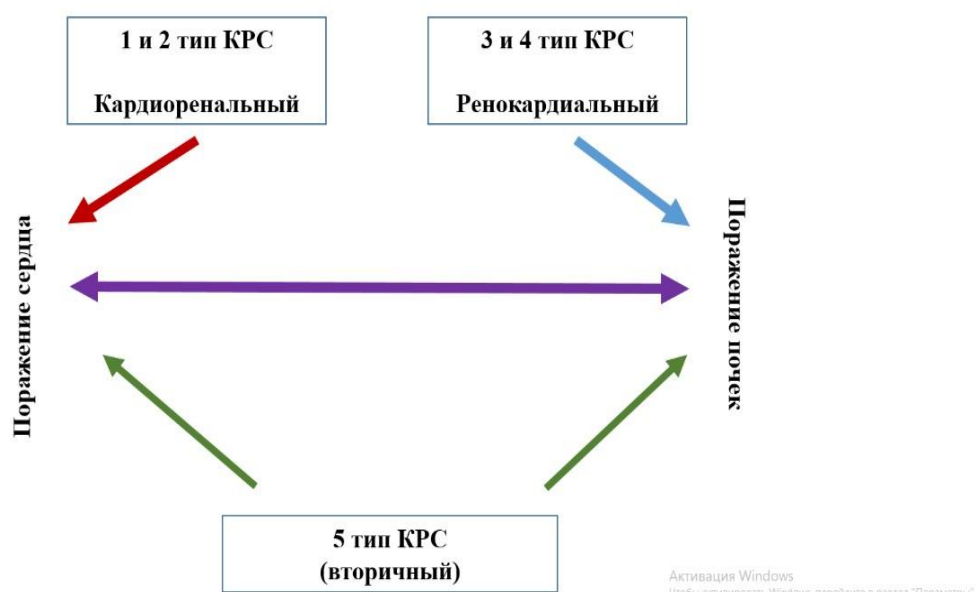 1 и 2 тип КРС
Кардиоренальный
3 и 4 тип КРС
Ренокардиальный
Поражение сердца
Поражение почек
5 тип КРС
(вторичный)
Активация Windows